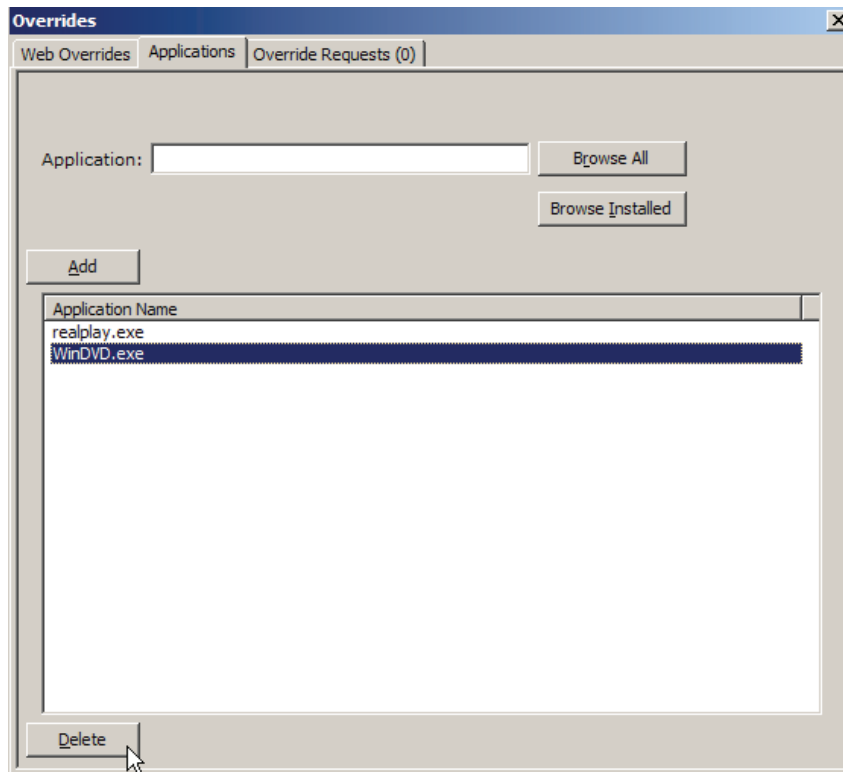 Overrides
Web Overrides Applications Override Requests (0)
Application: Browse All
Browse Installed
Add
Application Name
realplay.exe
WinDVD.exe
Delete